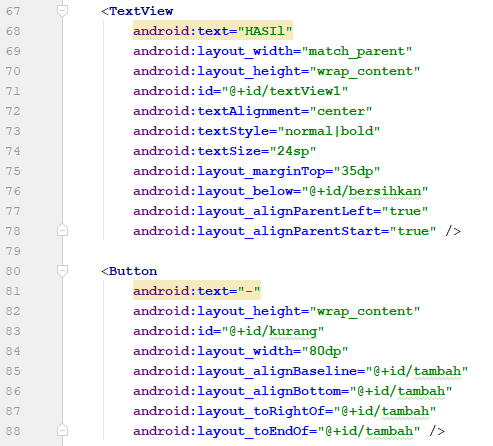 67 <TextView
68 android:text="HASIl"
69 android:layout_width="match_parent"
70 android:layout_height="wrap_content"
71 android:id="@+id/textView1"
72 android:textAlignment="center"
73 android:textStyle="normal|bold"
74 android:textSize="24sp"
75 android:layout_marginTop="35dp"
76 android:layout_below="@+id/bersihkan"
77 android:layout_alignParentLeft="true"
78 android:layout_alignParentStart="true" />
79
80 <Button
81 android:text="-"
82 android:layout_height="wrap_content"
83 android:id="@+id/kurang"
84 android:layout_width="80dp"
85 android:layout_alignBaseline="@+id/tambah"
86 android:layout_alignBottom="@+id/tambah"
87 android:layout_toRightOf="@+id/tambah"
88 android:layout_toEndOf="@+id/tambah" />